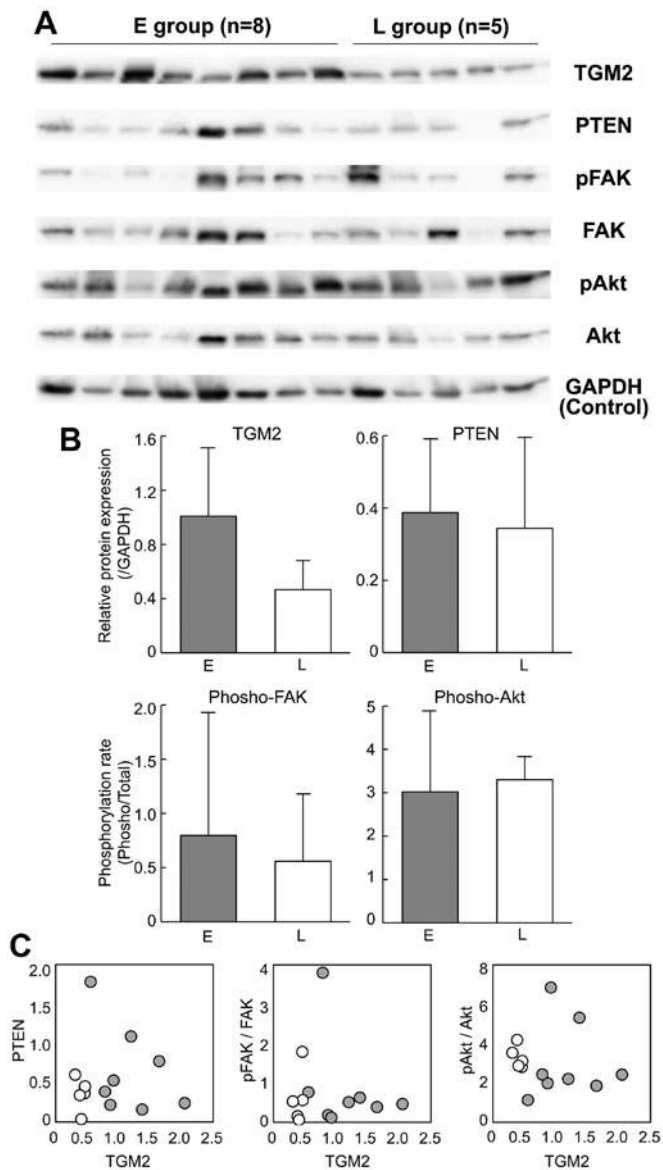 A
E group (n=8)
L group (n=5)
TGM2
PTEN
pFAK
FAK
pAkt
Akt
GAPDH
(Control)
B
TGM2
PTEN
Relative protein expression
(/GAPDH)
1.6
1.2
0.8
0.4
0
E
L
0.6
0.4
0.2
0
E
L
Phosho-FAK
Phosho-Akt
Phosphorylation rate
(Phosho/Total)
2.0
1.5
1.0
0.5
0
E
L
5
4
3
2
1
0
E
L
C
PTEN
2.0
1.5
1.0
0.5
0
0
0.5
1.0
1.5
2.0
2.5
TGM2
pFAK / FAK
4
3
2
1
0
0
0.5
1.0
1.5
2.0
2.5
TGM2
pAkt / Akt
8
6
4
2
0
0
0.5
1.0
1.5
2.0
2.5
TGM2